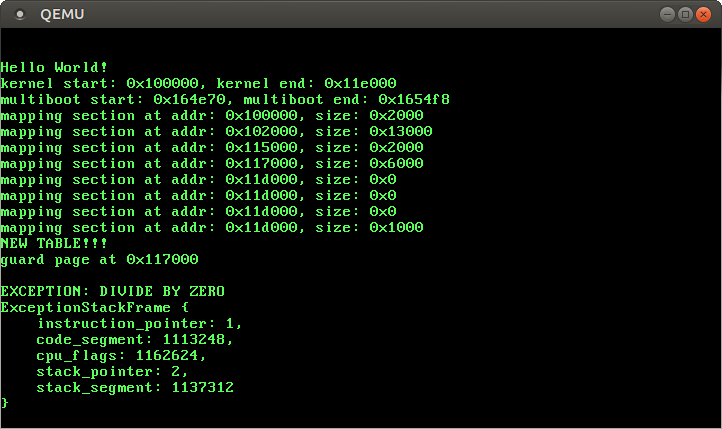 QEMU
Hello World!
kernel start: 0x100000, kernel end: 0x11e000
multiboot start: 0x164e70, multiboot end: 0x1654f8
mapping section at addr: 0x100000, size: 0x2000
mapping section at addr: 0x102000, size: 0x13000
mapping section at addr: 0x115000, size: 0x2000
mapping section at addr: 0x117000, size: 0x6000
mapping section at addr: 0x11d000, size: 0x0
mapping section at addr: 0x11d000, size: 0x0
mapping section at addr: 0x11d000, size: 0x0
mapping section at addr: 0x11d000, size: 0x1000
NEW TABLE!!!
guard page at 0x117000
EXCEPTION: DIVIDE BY ZERO
ExceptionStackFrame {
    instruction_pointer: 1,
    code_segment: 1113248,
    cpu_flags: 1162624,
    stack_pointer: 2,
    stack_segment: 1137312
}